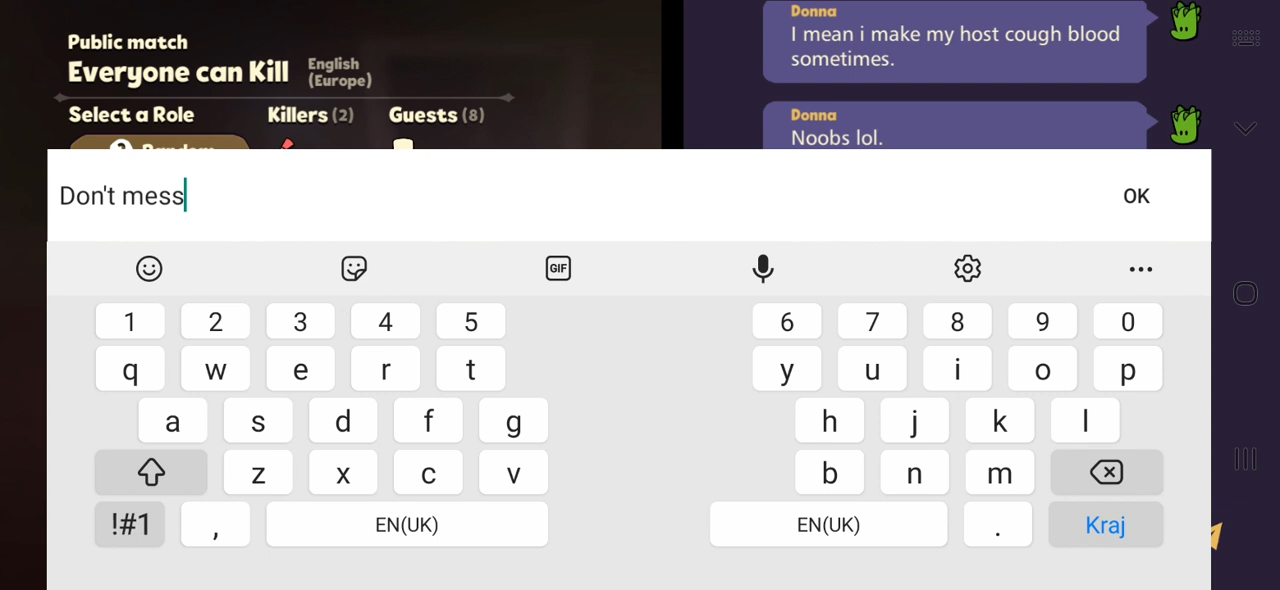 Public match
Everyone can Kill
English
(Europe)
Select a Role
Killers (2)
Guests (8)
Random
Donna
I mean i make my host cough blood
sometimes.
Donna
Noobs lol.
Don't mess
OK
GIF
1 2 3 4 5 6 7 8 9 0
q w e r t y u i o p
a s d f g h j k l
z x c v b n m
!#1 , EN(UK) EN(UK) . Kraj